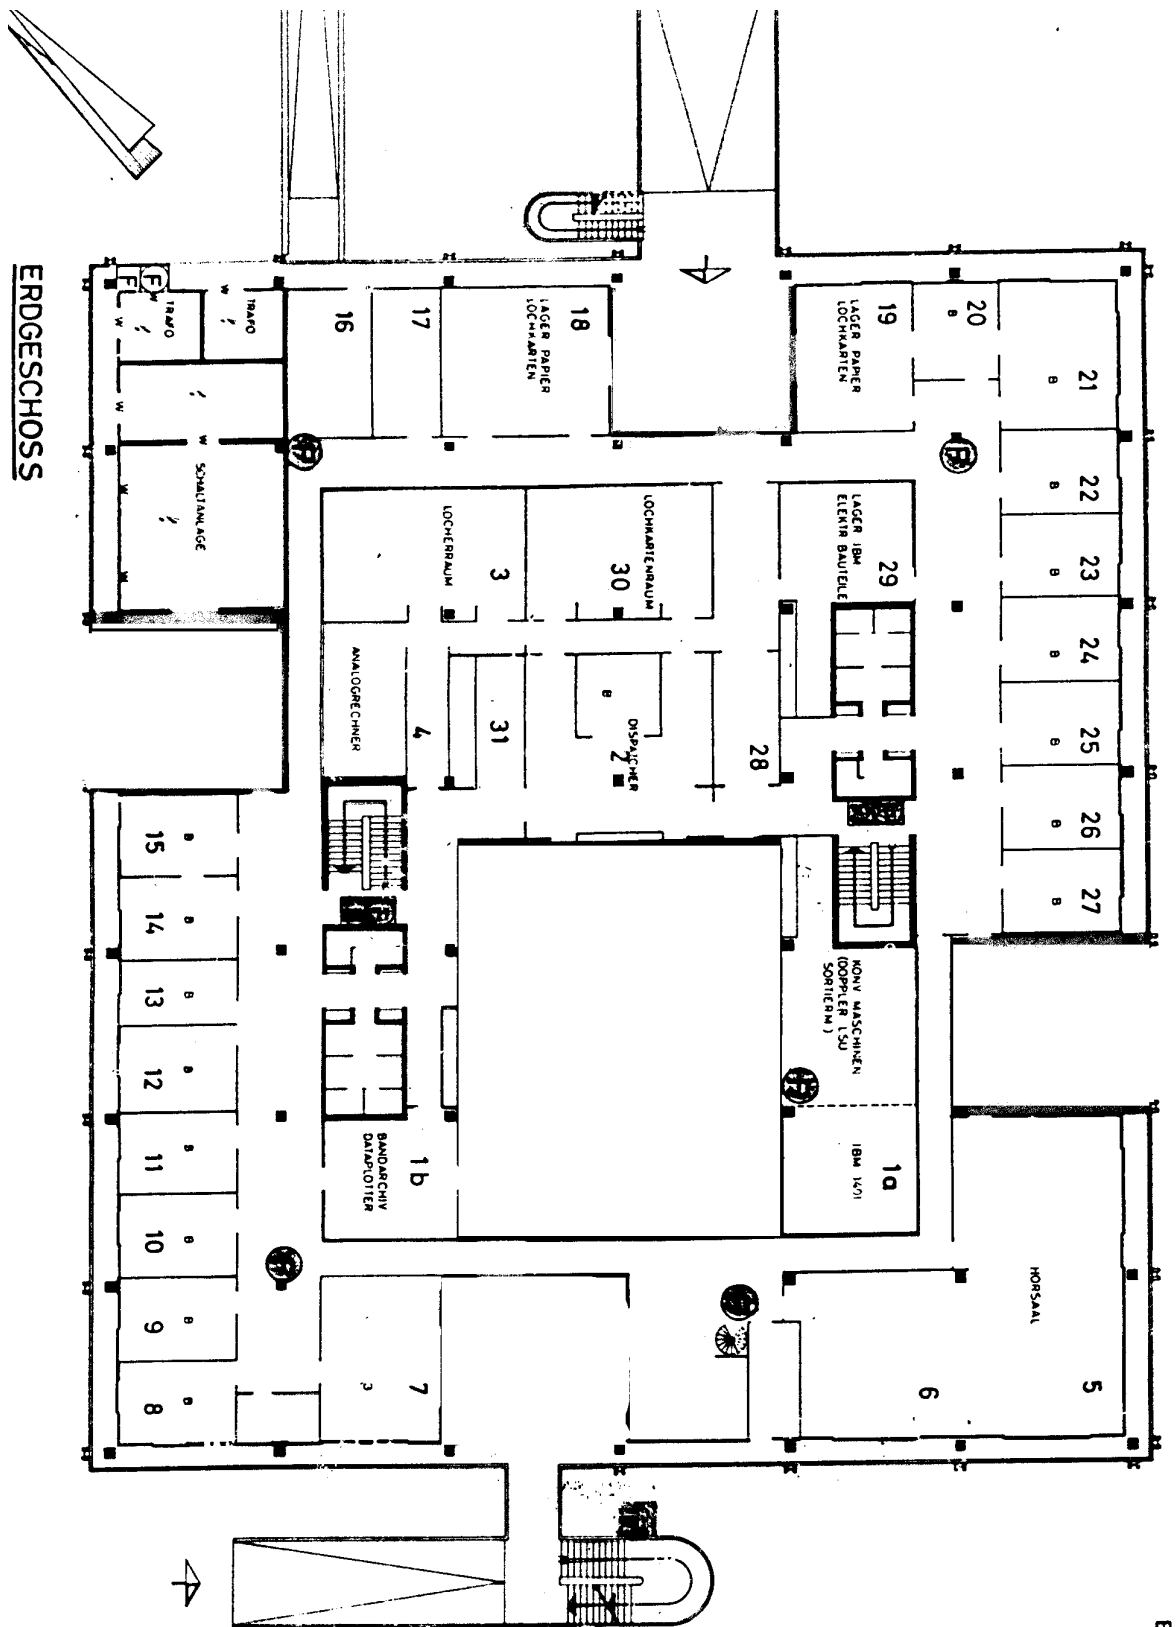 ERDGESCHOSS
F
F
TRAFO
TRAFO
W
W
W
W
W
W
W
SCHALTANLAGE
16
17
18
LAGER PAPIER
LOCHKARTEN
19
LAGER PAPIER
LOCHKARTEN
20
B
21
B
22
B
23
B
24
B
25
B
26
B
27
B
3
LOCHERRAUM
30
LOCHKARTENRAUM
29
LAGER IBM
ELEKTR BAUTEILE
ANALOGRECHNER
4
31
B
DISPATCHER
2
28
15
B
14
B
13
B
12
B
11
B
10
B
9
B
8
B
1b
BANDARCHIV
DATAPLOTTER
KONV MASCHINEN
(DOPPLER LSU
SORTIERM)
1a
IBM 1401
HÖRSAAL
5
6
7